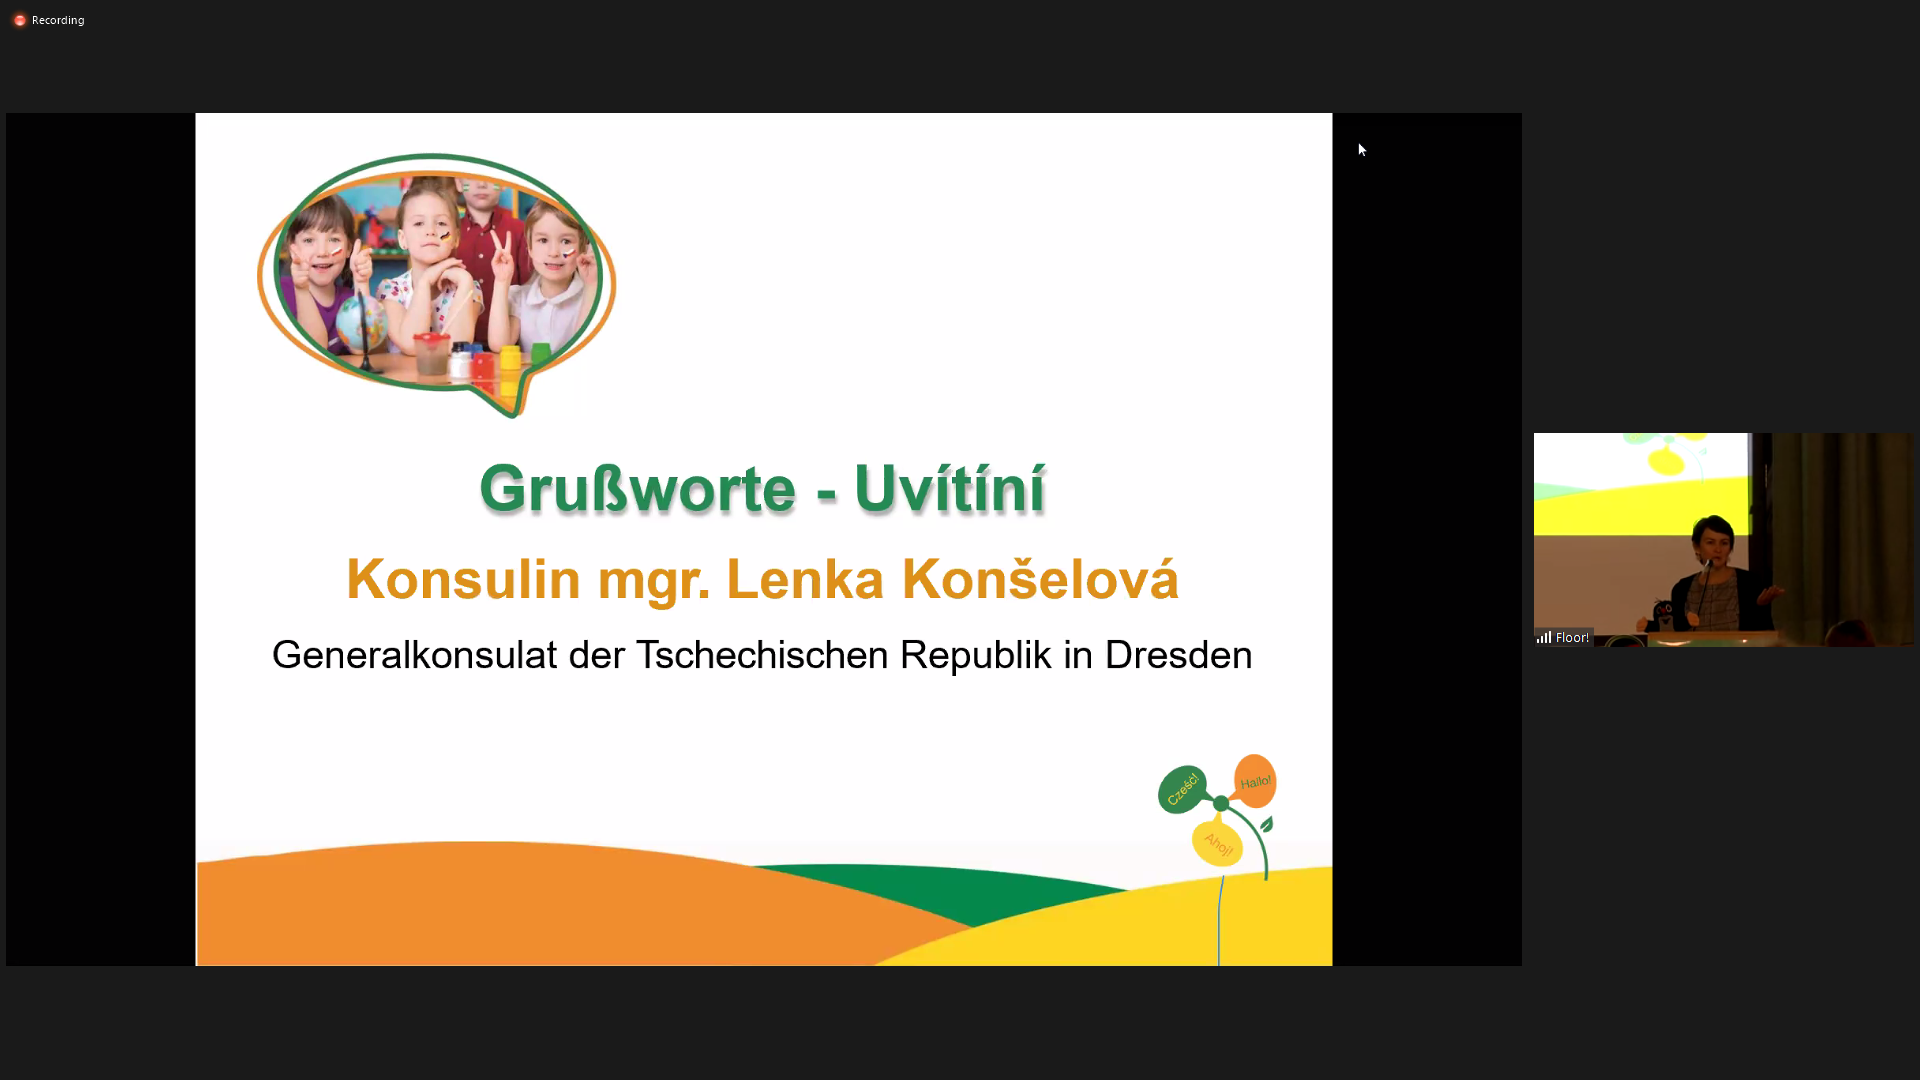 Recording
Grußworte - Uvítíní
Konsulin mgr. Lenka Konšelová
Generalkonsulat der Tschechischen Republik in Dresden
Cześć!
Hallo!
Ahoj!
Floor!